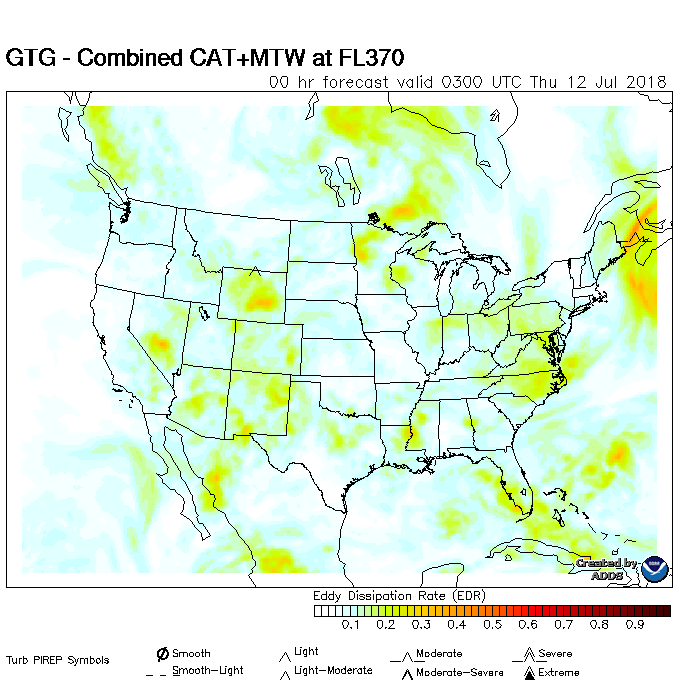 GTG - Combined CAT+MTW at FL370
00 hr forecast valid 0300 UTC Thu 12 Jul 2018
Created by
ADDS
Eddy Dissipation Rate (EDR)
0.1 0.2 0.3 0.4 0.5 0.6 0.7 0.8 0.9
Turb PIREP Symbols
Smooth Light Moderate Severe
Smooth-Light Light-Moderate Moderate-Severe Extreme